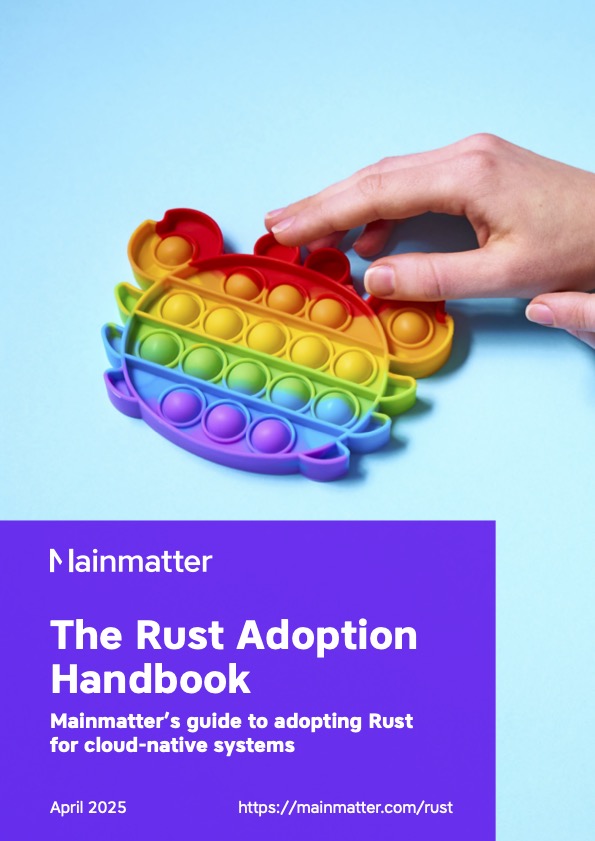 Mainmatter
The Rust Adoption
Handbook
Mainmatter's guide to adopting Rust
for cloud-native systems
April 2025
https://mainmatter.com/rust